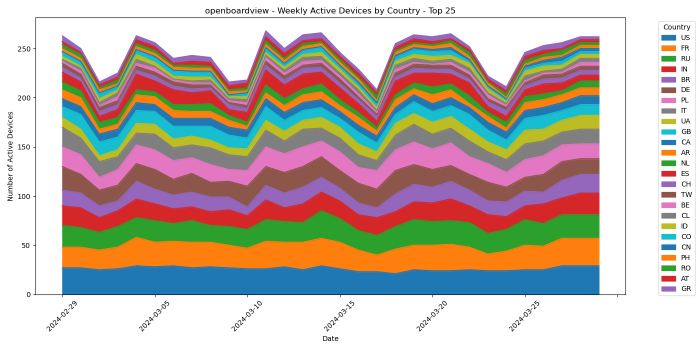 openboardview - Weekly Active Devices by Country - Top 25
Number of Active Devices
250
200
150
100
50
0
2024-02-29
2024-03-05
2024-03-10
2024-03-15
2024-03-20
2024-03-25
Date
Country
US
FR
RU
IN
BR
DE
PL
IT
UA
GB
CA
AR
NL
ES
CH
TW
BE
CL
ID
CO
CN
PH
RO
AT
GR